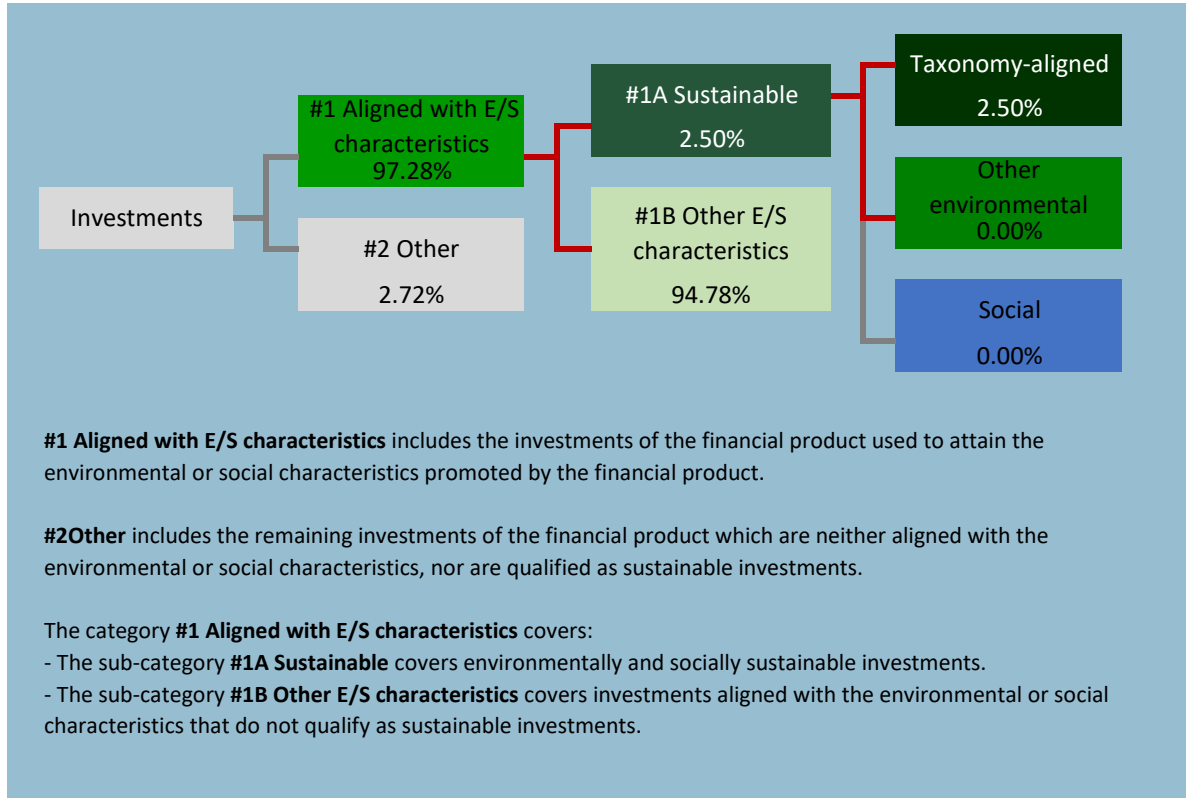 Investments
#1 Aligned with E/S
characteristics
97.28%
#2 Other
2.72%
#1A Sustainable
2.50%
#1B Other E/S
characteristics
94.78%
Taxonomy-aligned
2.50%
Other
environmental
0.00%
Social
0.00%
#1 Aligned with E/S characteristics includes the investments of the financial product used to attain the
environmental or social characteristics promoted by the financial product.
#2Other includes the remaining investments of the financial product which are neither aligned with the
environmental or social characteristics, nor are qualified as sustainable investments.
The category #1 Aligned with E/S characteristics covers:
- The sub-category #1A Sustainable covers environmentally and socially sustainable investments.
- The sub-category #1B Other E/S characteristics covers investments aligned with the environmental or social
characteristics that do not qualify as sustainable investments.